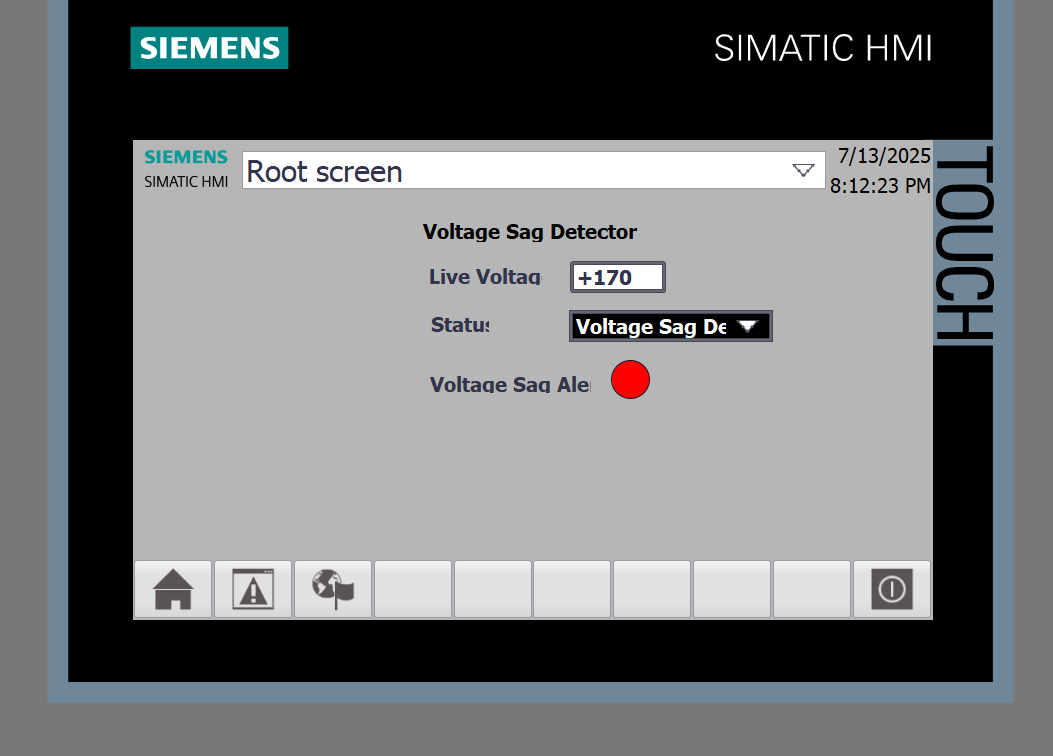 SIEMENS
SIMATIC HMI
SIEMENS
SIMATIC HMI
Root screen
7/13/2025
8:12:23 PM
TOUCH
Voltage Sag Detector
Live Voltag
+170
Status
Voltage Sag De
Voltage Sag Aler